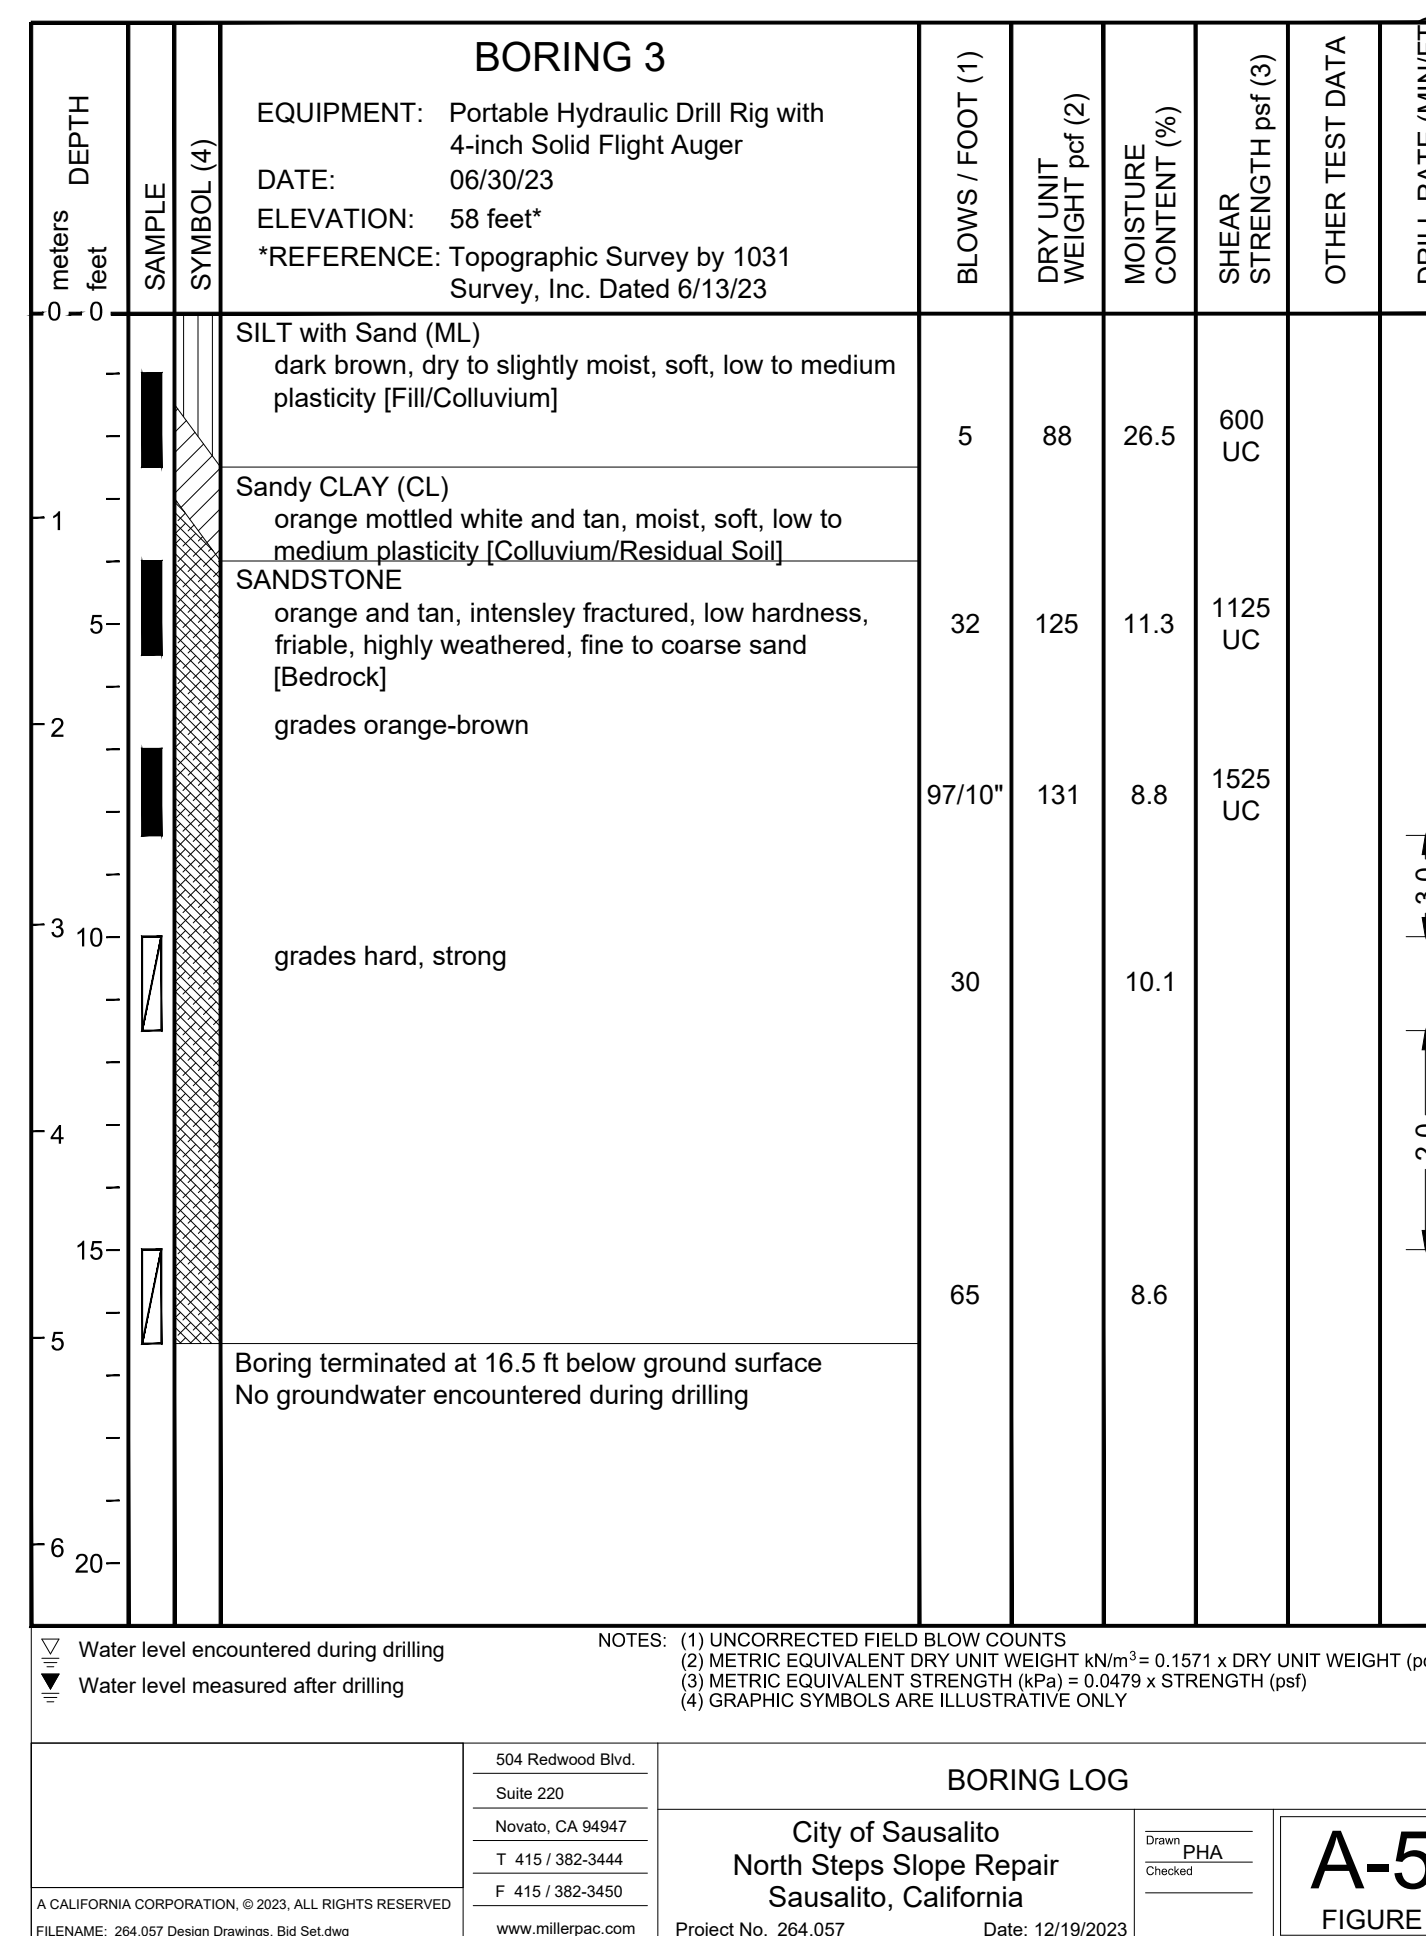 BORING 3
EQUIPMENT: Portable Hydraulic Drill Rig with
4-inch Solid Flight Auger
DATE: 06/30/23
ELEVATION: 58 feet*
*REFERENCE: Topographic Survey by 1031
Survey, Inc. Dated 6/13/23
meters DEPTH
feet
SAMPLE
SYMBOL (4)
BLOWS / FOOT (1)
DRY UNIT
WEIGHT pcf (2)
MOISTURE
CONTENT (%)
SHEAR
STRENGTH psf (3)
OTHER TEST DATA
DRILL RATE (MIN/FT
0 0
SILT with Sand (ML)
dark brown, dry to slightly moist, soft, low to medium
plasticity [Fill/Colluvium]
5 88 26.5 600
UC
Sandy CLAY (CL)
1 orange mottled white and tan, moist, soft, low to
medium plasticity [Colluvium/Residual Soil]
SANDSTONE
orange and tan, intensley fractured, low hardness,
5 friable, highly weathered, fine to coarse sand
[Bedrock]
32 125 11.3 1125
UC
2 grades orange-brown
97/10" 131 8.8 1525
UC
3.0
3 10
grades hard, strong
30 10.1
4
2.0
15
65 8.6
5
Boring terminated at 16.5 ft below ground surface
No groundwater encountered during drilling
6 20
Water level encountered during drilling
Water level measured after drilling
NOTES: (1) UNCORRECTED FIELD BLOW COUNTS
(2) METRIC EQUIVALENT DRY UNIT WEIGHT kN/m³= 0.1571 x DRY UNIT WEIGHT (pc
(3) METRIC EQUIVALENT STRENGTH (kPa) = 0.0479 x STRENGTH (psf)
(4) GRAPHIC SYMBOLS ARE ILLUSTRATIVE ONLY
A CALIFORNIA CORPORATION, © 2023, ALL RIGHTS RESERVED
FILENAME: 264.057 Design Drawings, Bid Set.dwg
504 Redwood Blvd.
Suite 220
Novato, CA 94947
T 415 / 382-3444
F 415 / 382-3450
www.millerpac.com
BORING LOG
City of Sausalito
North Steps Slope Repair
Sausalito, California
Project No. 264.057 Date: 12/19/2023
Drawn PHA
Checked
A-5
FIGURE